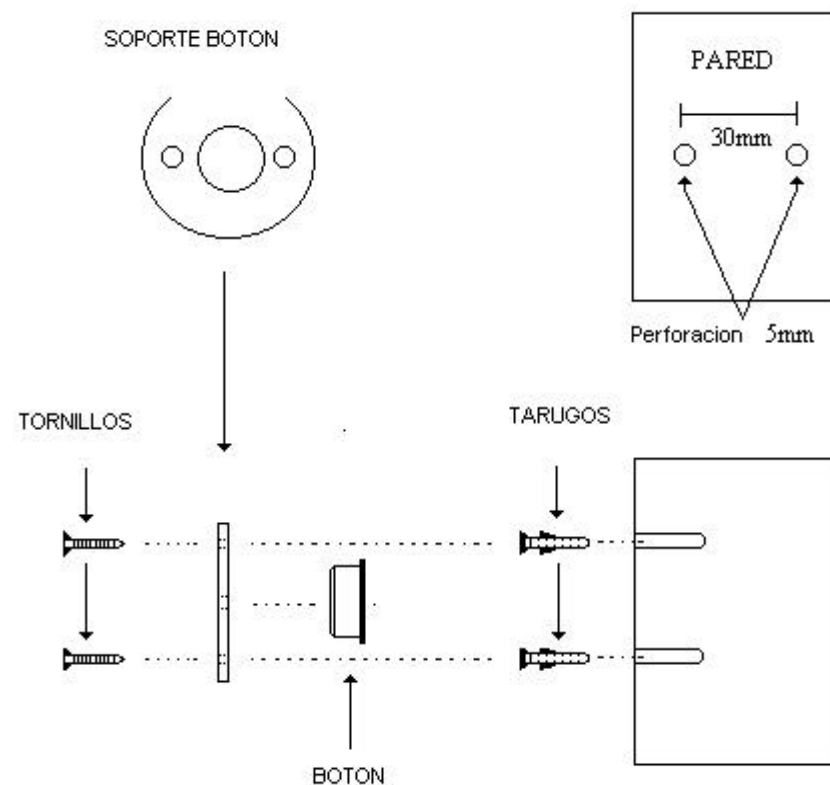 SOPORTE BOTON
PARED
30mm
Perforacion 5mm
TORNILLOS
TARUGOS
BOTON